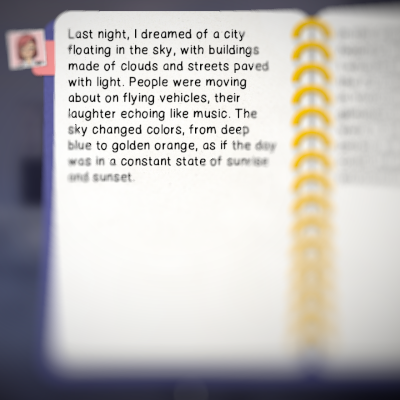 Last night, I dreamed of a city
floating in the sky, with buildings
made of clouds and streets paved
with light. People were moving
about on flying vehicles, their
laughter echoing like music. The
sky changed colors, from deep
blue to golden orange, as if the day
was in a constant state of sunrise
and sunset.